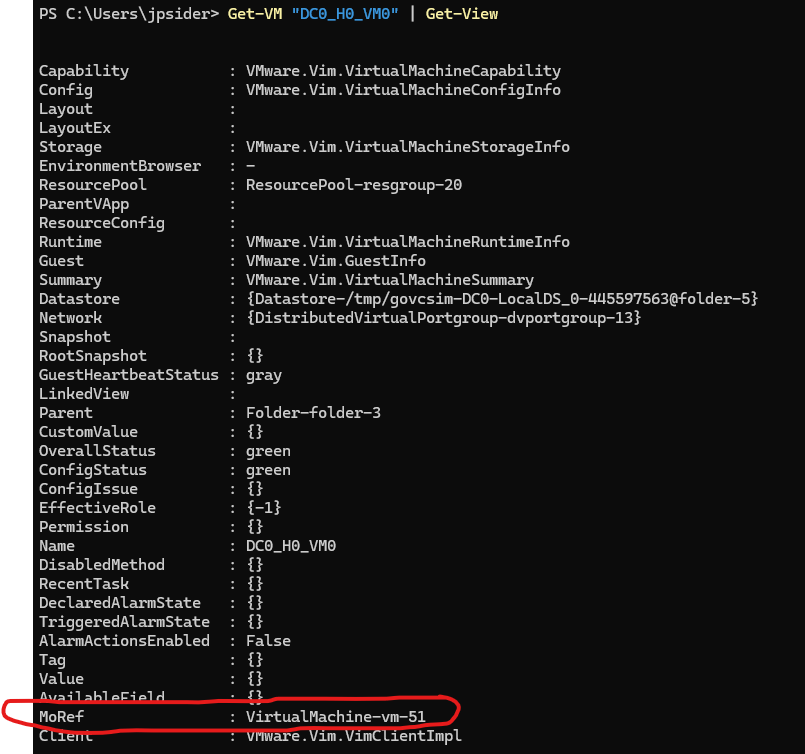 PS C:\Users\jpsider> Get-VM "DC0_H0_VM0" | Get-View
Capability : VMware.Vim.VirtualMachineCapability
Config : VMware.Vim.VirtualMachineConfigInfo
Layout :
LayoutEx :
Storage : VMware.Vim.VirtualMachineStorageInfo
EnvironmentBrowser : -
ResourcePool : ResourcePool-resgroup-20
ParentVApp :
ResourceConfig :
Runtime : VMware.Vim.VirtualMachineRuntimeInfo
Guest : VMware.Vim.GuestInfo
Summary : VMware.Vim.VirtualMachineSummary
Datastore : {Datastore-/tmp/govcsim-DC0-LocalDS_0-445597563@folder-5}
Network : {DistributedVirtualPortgroup-dvportgroup-13}
Snapshot :
RootSnapshot : {}
GuestHeartbeatStatus : gray
LinkedView :
Parent : Folder-folder-3
CustomValue : {}
OverallStatus : green
ConfigStatus : green
ConfigIssue : {}
EffectiveRole : {-1}
Permission : {}
Name : DC0_H0_VM0
DisabledMethod : {}
RecentTask : {}
DeclaredAlarmState : {}
TriggeredAlarmState : {}
AlarmActionsEnabled : False
Tag : {}
Value : {}
AvailableField : {}
MoRef : VirtualMachine-vm-51
Client : VMware.Vim.VimClientImpl